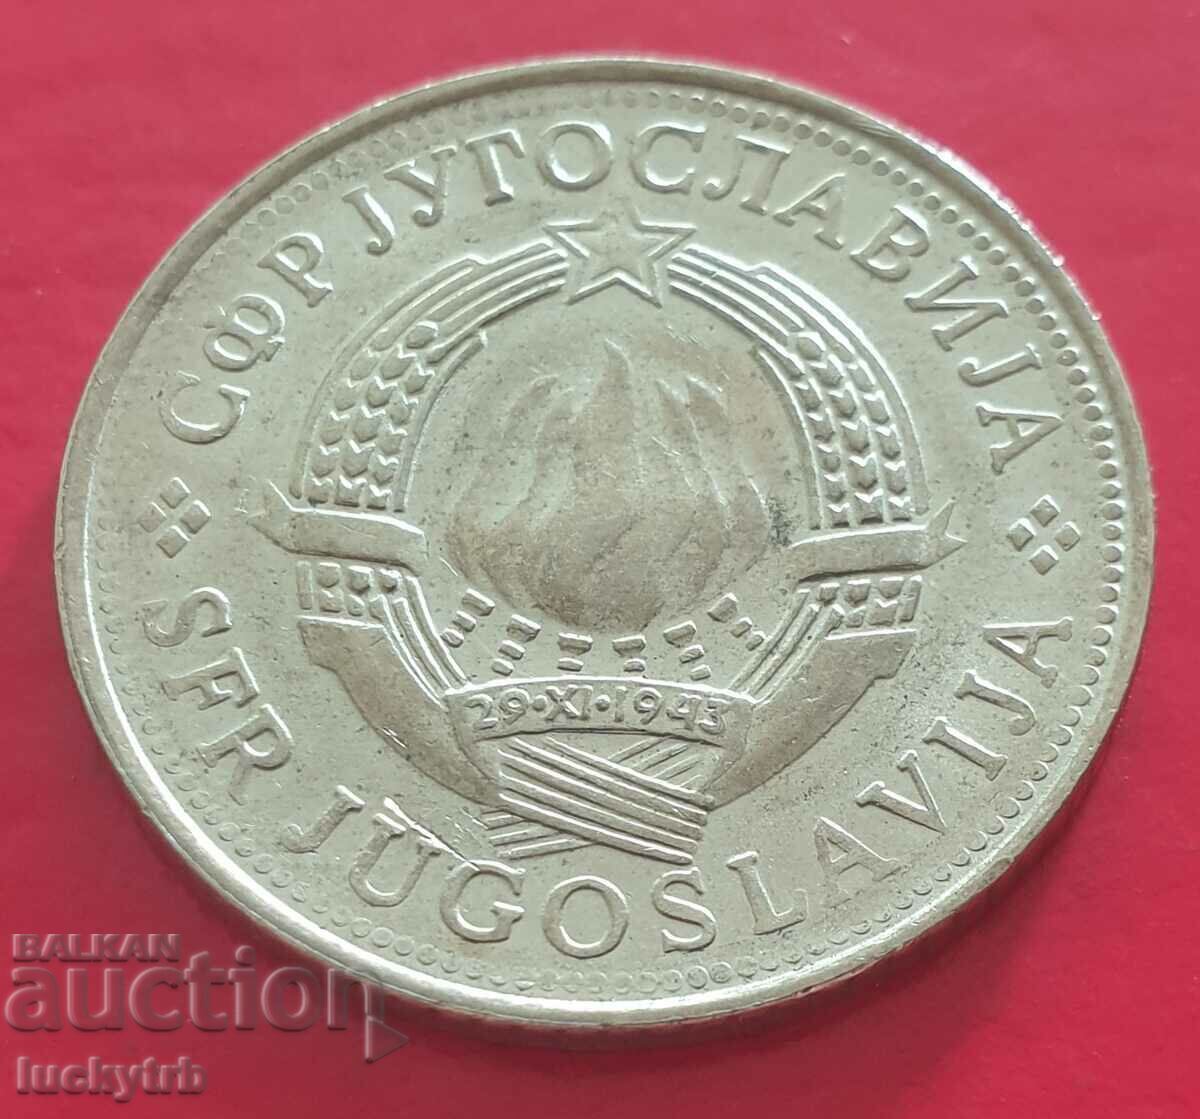 СФР ЈУГОСЛАВИЈА
29·XI·1943
SFR JUGOSLAVIJA
BALKAN
auction
luckytrb